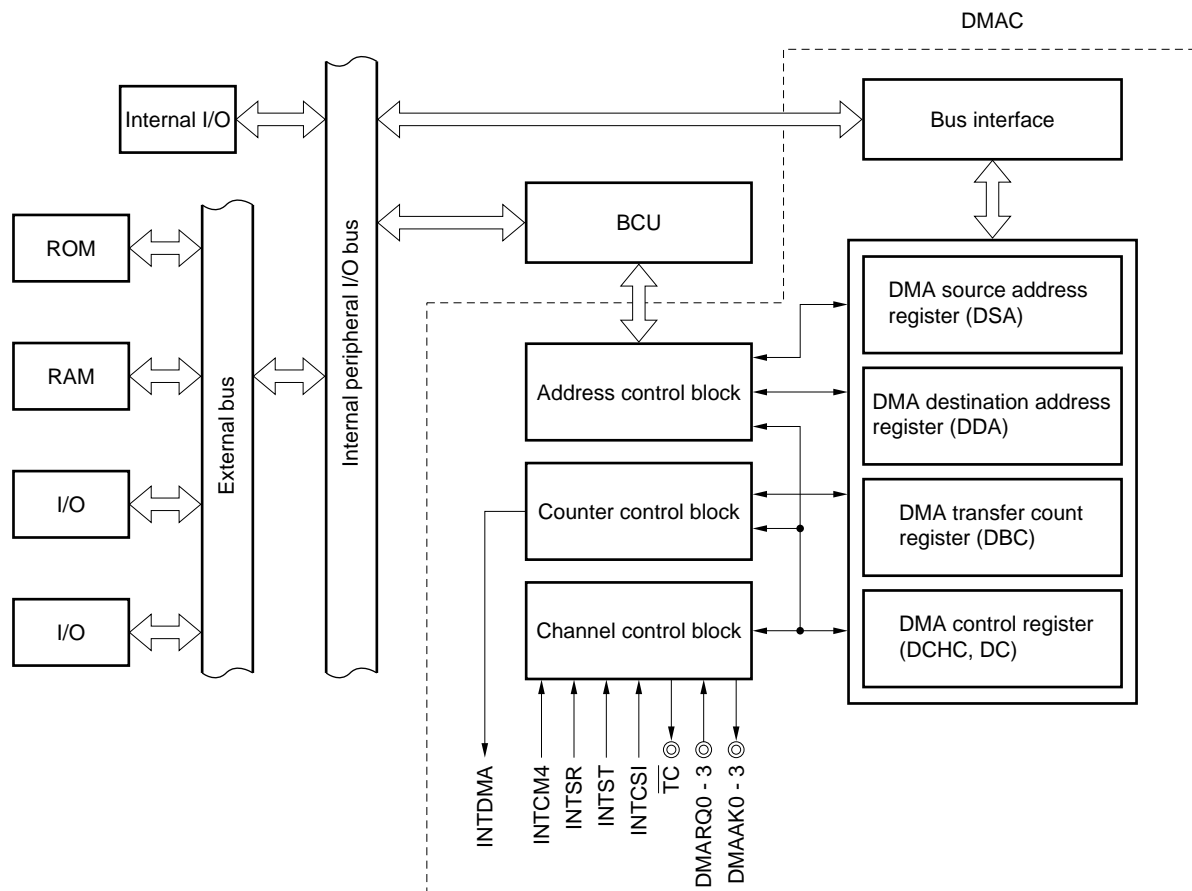 DMAC
Internal I/O
Bus interface
ROM
BCU
Internal peripheral I/O bus
External bus
DMA source address
register (DSA)
RAM
Address control block
DMA destination address
register (DDA)
I/O
Counter control block
DMA transfer count
register (DBC)
I/O
Channel control block
DMA control register
(DCHC, DC)
INTDMA
INTCM4
INTSR
INTST
INTCSI
TC
DMARQ0 - 3
DMAAK0 - 3